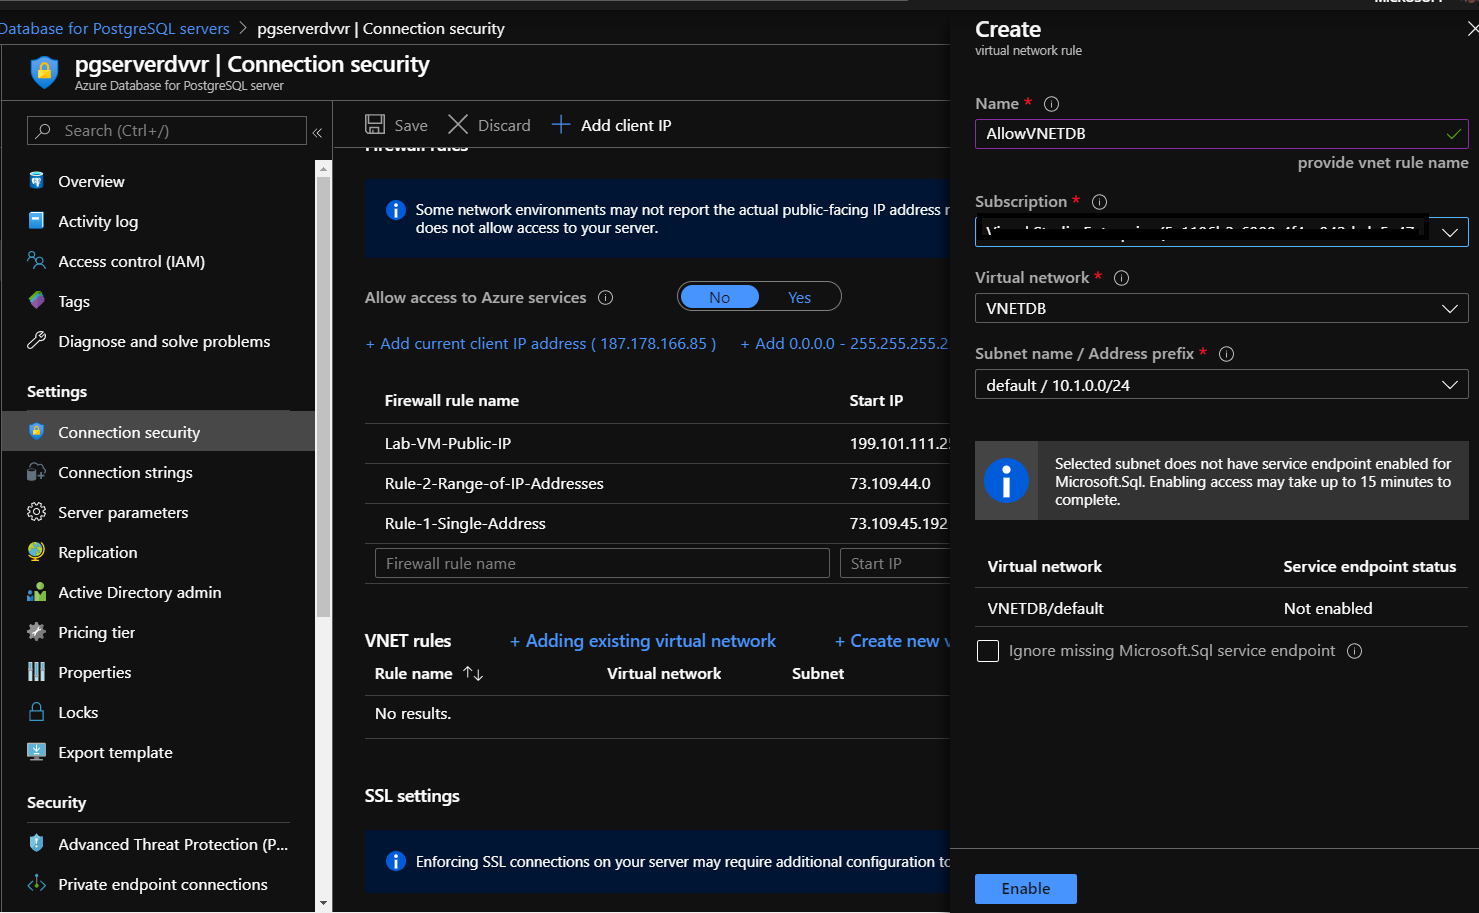 Database for PostgreSQL servers > pgserverdvvr | Connection security
pgserverdvvr | Connection security
Azure Database for PostgreSQL server
Search (Ctrl+/)
«
Overview
Activity log
Access control (IAM)
Tags
Diagnose and solve problems
Settings
Connection security
Connection strings
Server parameters
Replication
Active Directory admin
Pricing tier
Properties
Locks
Export template
Security
Advanced Threat Protection (P...
Private endpoint connections
Save
Discard
+ Add client IP
Firewall rules
Some network environments may not report the actual public-facing IP address
does not allow access to your server.
Allow access to Azure services
No
Yes
+ Add current client IP address ( 187.178.166.85 )
+ Add 0.0.0.0 - 255.255.255.2
Firewall rule name
Start IP
Lab-VM-Public-IP
199.101.111.2
Rule-2-Range-of-IP-Addresses
73.109.44.0
Rule-1-Single-Address
73.109.45.192
Firewall rule name
Start IP
VNET rules
+ Adding existing virtual network
+ Create new
Rule name ↑↓
Virtual network
Subnet
No results.
SSL settings
Enforcing SSL connections on your server may require additional configuration to
Create
virtual network rule
Name *
AllowVNETDB
provide vnet rule name
Subscription *
Virtual network *
VNETDB
Subnet name / Address prefix *
default / 10.1.0.0/24
Selected subnet does not have service endpoint enabled for
Microsoft.Sql. Enabling access may take up to 15 minutes to
complete.
Virtual network
Service endpoint status
VNETDB/default
Not enabled
Ignore missing Microsoft.Sql service endpoint
Enable